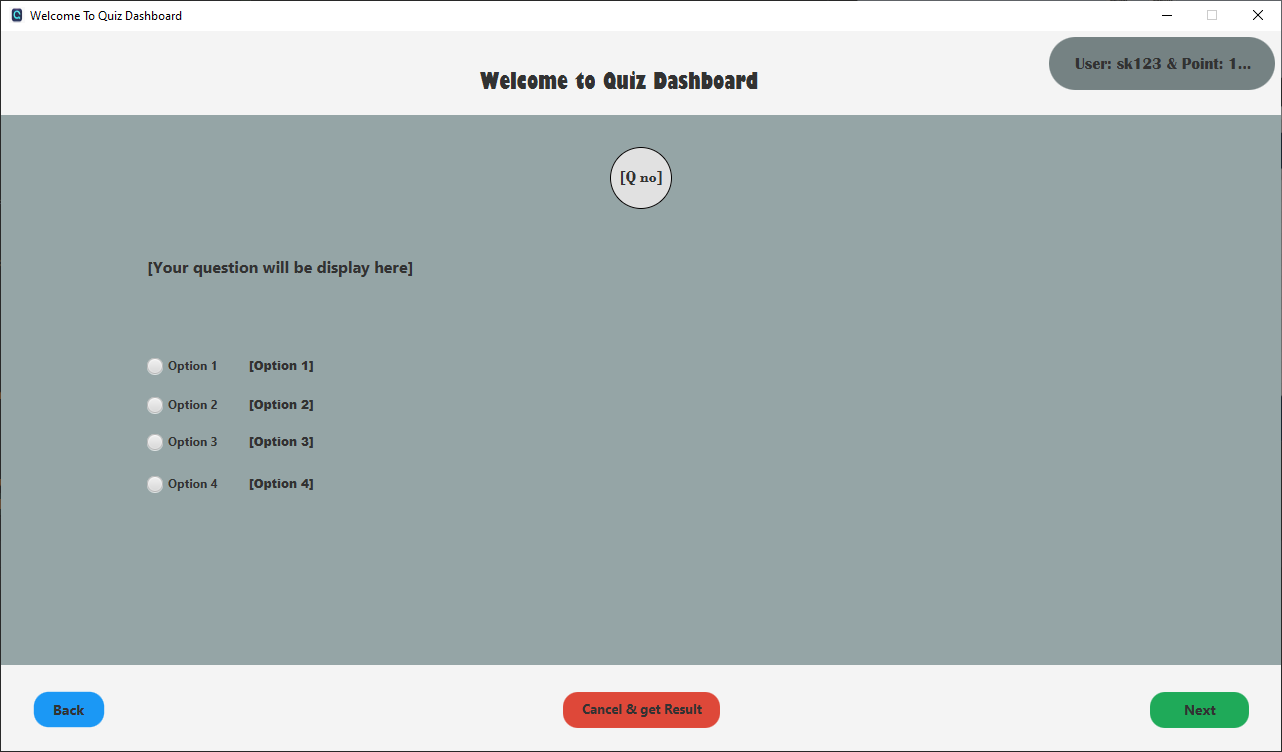 Welcome To Quiz Dashboard
User: sk123 & Point: 1...
Welcome to Quiz Dashboard
[Q no]
[Your question will be display here]
Option 1 [Option 1]
Option 2 [Option 2]
Option 3 [Option 3]
Option 4 [Option 4]
Back Cancel & get Result Next